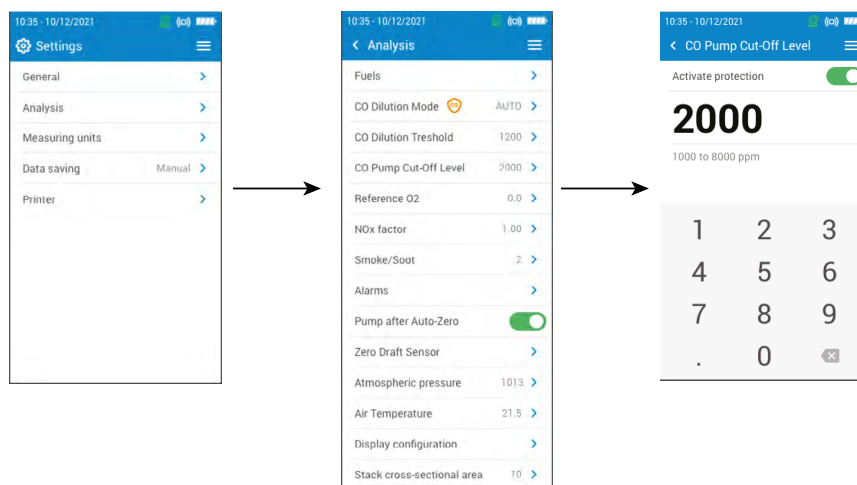 10:35 - 10/12/2021
Settings
General
Analysis
Measuring units
Data saving Manual
Printer
10:35 - 10/12/2021
Analysis
Fuels
CO Dilution Mode CO AUTO
CO Dilution Treshold 1200
CO Pump Cut-Off Level 2000
Reference O2 0.0
NOx factor 1.00
Smoke/Soot 2
Alarms
Pump after Auto-Zero
Zero Draft Sensor
Atmospheric pressure 1013
Air Temperature 21.5
Display configuration
Stack cross-sectional area 10
10:35 - 10/12/2021
CO Pump Cut-Off Level
Activate protection
2000
1000 to 8000 ppm
1 2 3
4 5 6
7 8 9
. 0